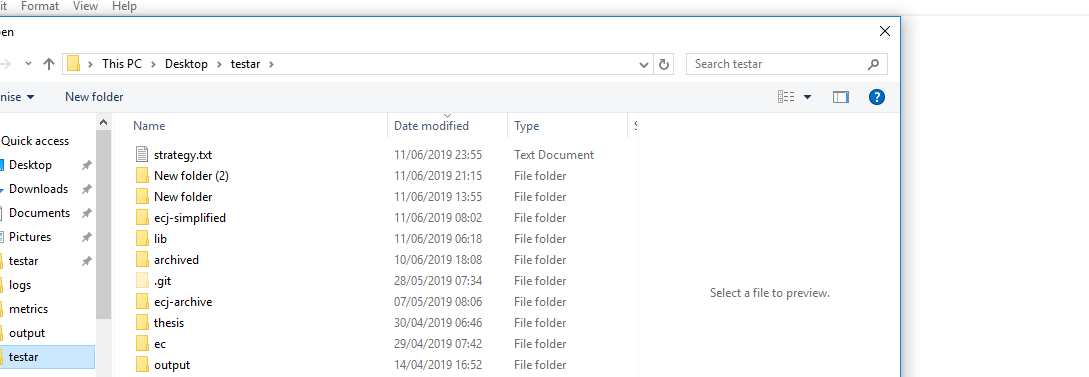 it Format View Help
pen
This PC Desktop testar Search testar
nise New folder
Name Date modified Type S
Quick access
strategy.txt 11/06/2019 23:55 Text Document
Desktop New folder (2) 11/06/2019 21:15 File folder
Downloads New folder 11/06/2019 13:55 File folder
Documents ecj-simplified 11/06/2019 08:02 File folder
Pictures lib 11/06/2019 06:18 File folder
testar archived 10/06/2019 18:08 File folder
logs .git 28/05/2019 07:34 File folder
Select a file to preview.
metrics ecj-archive 07/05/2019 08:06 File folder
output thesis 30/04/2019 06:46 File folder
testar ec 29/04/2019 07:42 File folder
output 14/04/2019 16:52 File folder